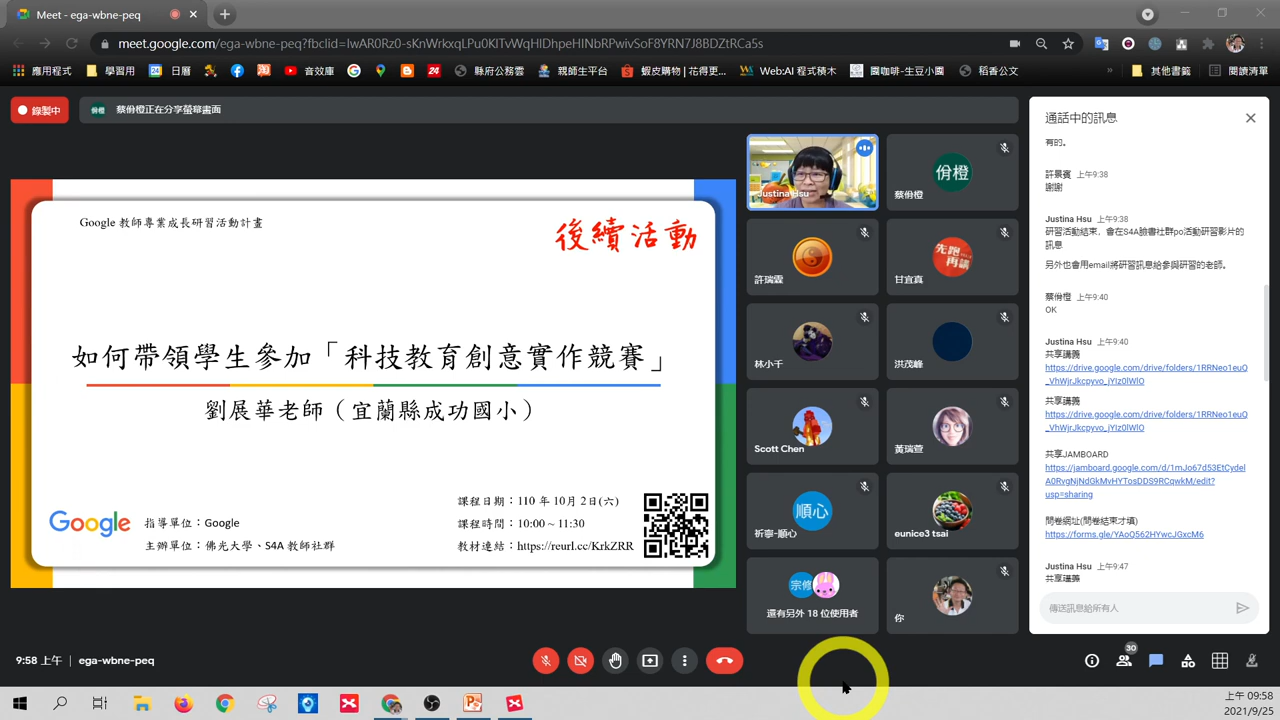 Meet - ega-wbne-peq
meet.google.com/ega-wbne-peq?fbclid=IwAR0Rz0-sKnWrkxqLPu0KITvWqHIDhpeHINbRPwivSoF8YRN7J8BDZtRCa5s
應用程式
學習用
日曆
音效庫
24
縣府公雲
親師生平台
蝦皮購物 | 花得更...
Web:AI 程式積木
國咖啡-生豆小園
稻香公文
其他書籤
閱讀清單
錄製中
份橙
蔡份橙正在分享螢幕畫面
Google 教師專業成長研習活動計畫
後續活動
如何帶領學生參加「科技教育創意實作競賽」
劉展華老師（宜蘭縣成功國小）
Google
指導單位：Google
主辦單位：佛光大學、S4A 教師社群
課程日期：110 年 10 月 2 日(六)
課程時間：10:00 ~ 11:30
教材連結：https://reurl.cc/KrkZRR
Justina Hsu
份橙
蔡份橙
許瑞霖
先跑
再講
甘宜真
林小千
洪茂峰
Scott Chen
黃瑞萱
順心
祈寧-順心
eunice3 tsai
宗修
還有另外 18 位使用者
你
通話中的訊息
有的。
許景賓 上午9:38
謝謝
Justina Hsu 上午9:38
研習活動結束，會在S4A臉書社群po活動研習影片的
訊息
另外也會用email將研習訊息給參與研習的老師。
蔡份橙 上午9:40
OK
Justina Hsu 上午9:40
共享講義
https://drive.google.com/drive/folders/1RRNeo1euQ
_VhWjrJkcpyvo_jYIz0lWlO
共享講義
https://drive.google.com/drive/folders/1RRNeo1euQ
_VhWjrJkcpyvo_jYIz0lWlO
共享JAMBOARD
https://jamboard.google.com/d/1mJo67d53EtCydel
A0RvgNjNdGkMvHYTosDDS9RCqwkM/edit?
usp=sharing
問卷網址(問卷結束才填)
https://forms.gle/YAoQ562HYwcJGxcM6
Justina Hsu 上午9:47
共享講義
傳送訊息給所有人
9:58 上午
ega-wbne-peq
30
上午 09:58
2021/9/25